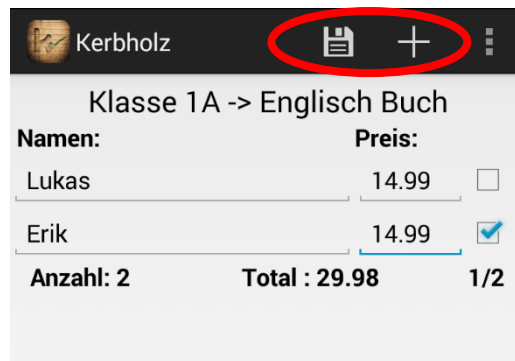 Kerbholz
Klasse 1A -> Englisch Buch
Namen: Preis:
Lukas 14.99
Erik 14.99
Anzahl: 2 Total : 29.98 1/2